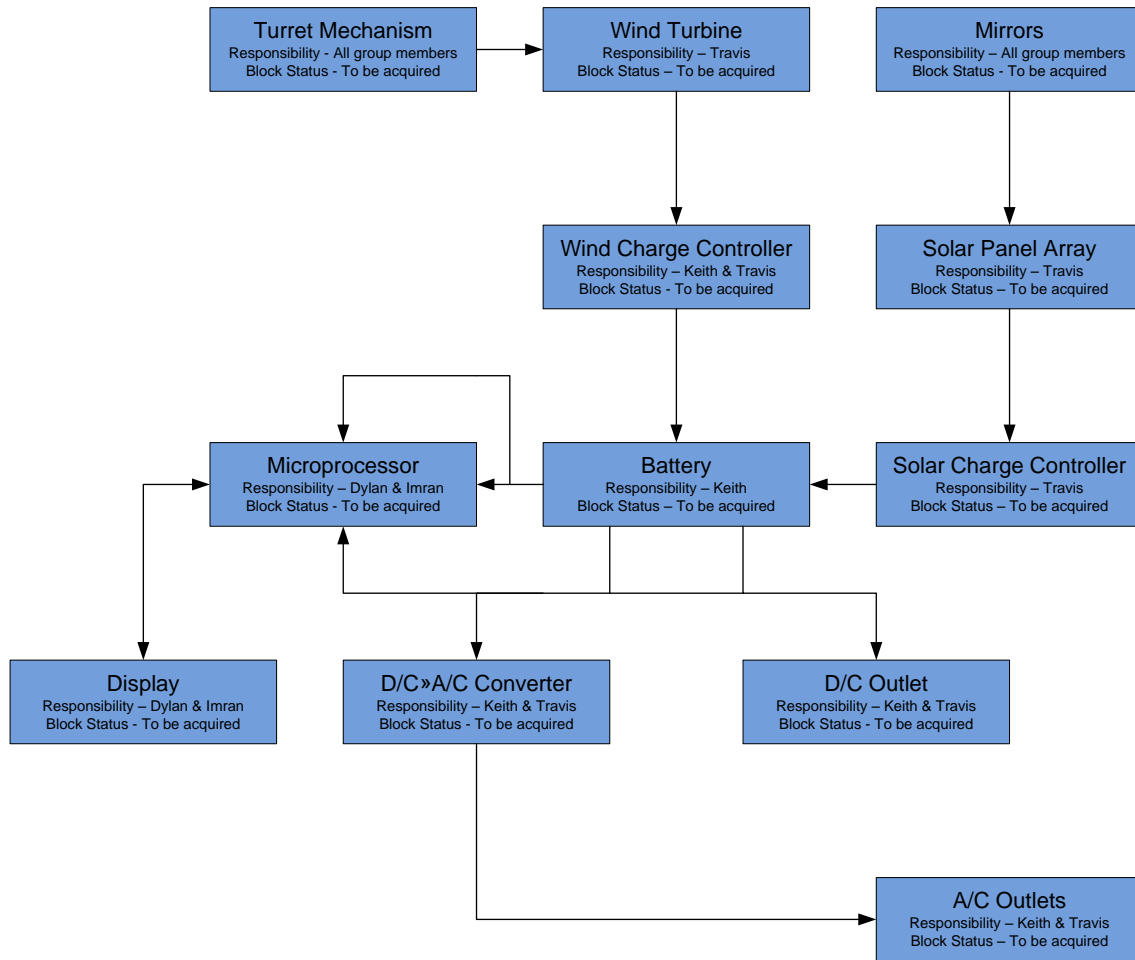 Turret Mechanism
Responsibility - All group members
Block Status - To be acquired
Wind Turbine
Responsibility – Travis
Block Status – To be acquired
Mirrors
Responsibility – All group members
Block Status - To be acquired
Wind Charge Controller
Responsibility – Keith & Travis
Block Status - To be acquired
Solar Panel Array
Responsibility – Travis
Block Status – To be acquired
Microprocessor
Responsibility – Dylan & Imran
Block Status - To be acquired
Battery
Responsibility – Keith
Block Status – To be acquired
Solar Charge Controller
Responsibility – Travis
Block Status – To be acquired
Display
Responsibility – Dylan & Imran
Block Status - To be acquired
D/C»A/C Converter
Responsibility – Keith & Travis
Block Status - To be acquired
D/C Outlet
Responsibility – Keith & Travis
Block Status - To be acquired
A/C Outlets
Responsibility – Keith & Travis
Block Status – To be acquired